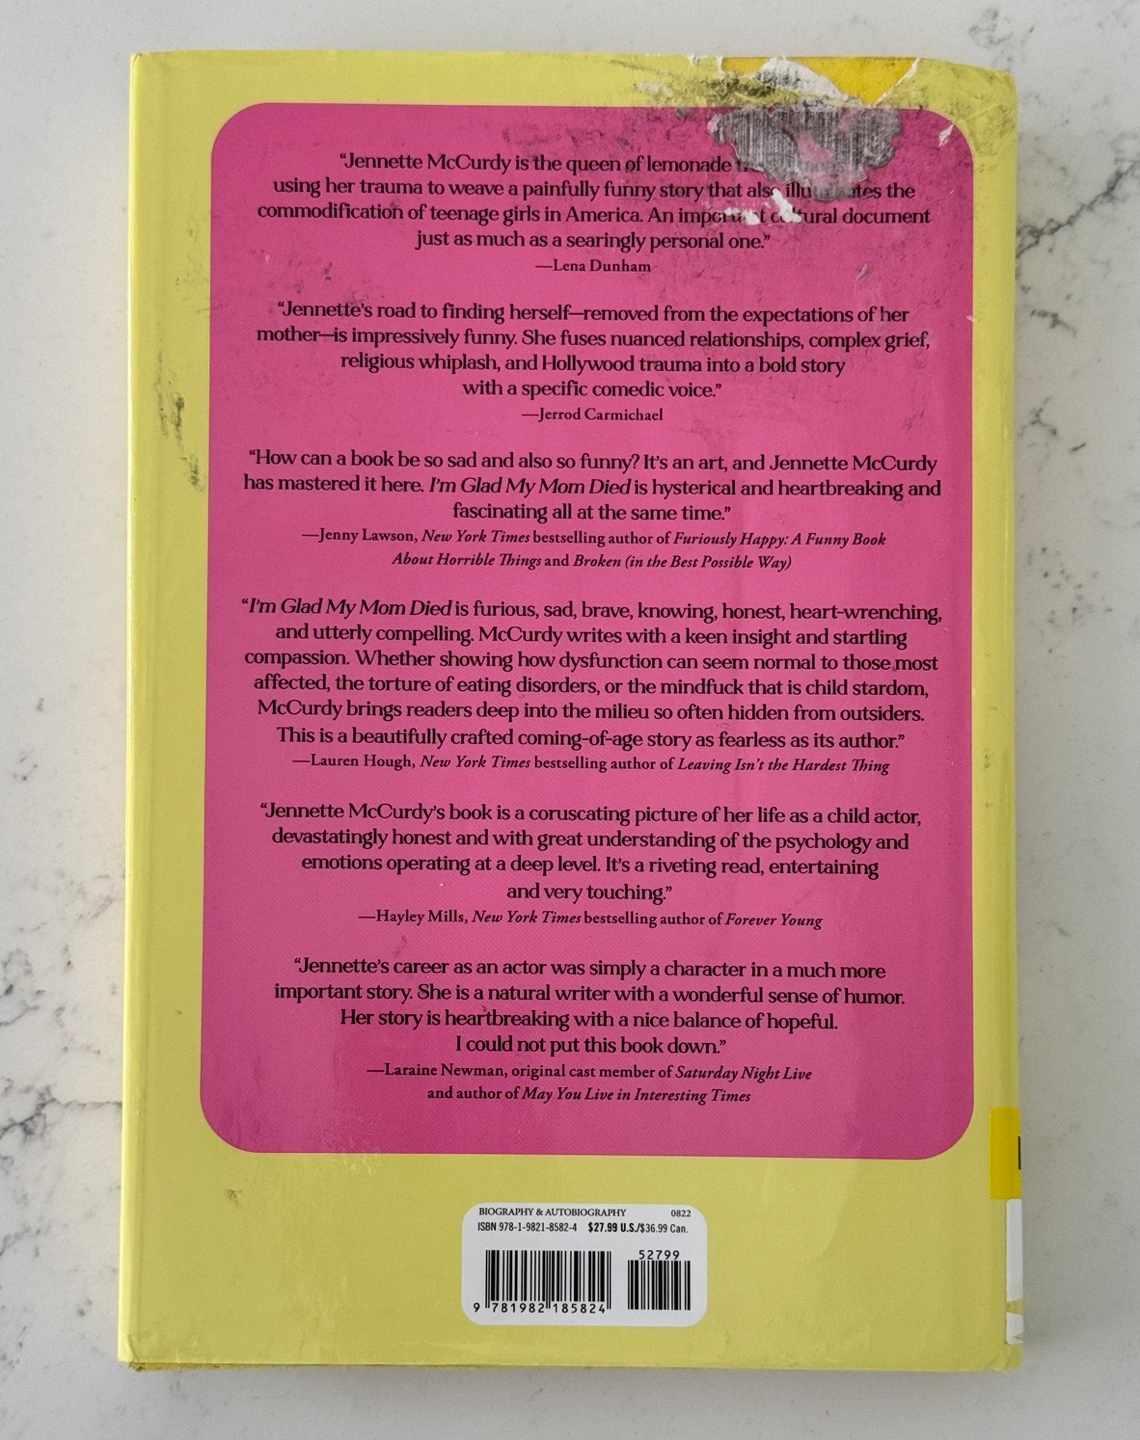 “Jennette McCurdy is the queen of lemonade
using her trauma to weave a painfully funny story that also illuminates the
commodification of teenage girls in America. An important cultural document
just as much as a searingly personal one.”
—Lena Dunham
“Jennette’s road to finding herself—removed from the expectations of her
mother—is impressively funny. She fuses nuanced relationships, complex grief,
religious whiplash, and Hollywood trauma into a bold story
with a specific comedic voice.”
—Jerrod Carmichael
“How can a book be so sad and also so funny? It’s an art, and Jennette McCurdy
has mastered it here. I’m Glad My Mom Died is hysterical and heartbreaking and
fascinating all at the same time.”
—Jenny Lawson, New York Times bestselling author of Furiously Happy: A Funny Book
About Horrible Things and Broken (in the Best Possible Way)
“I’m Glad My Mom Died is furious, sad, brave, knowing, honest, heart-wrenching,
and utterly compelling. McCurdy writes with a keen insight and startling
compassion. Whether showing how dysfunction can seem normal to those most
affected, the torture of eating disorders, or the mindfuck that is child stardom,
McCurdy brings readers deep into the milieu so often hidden from outsiders.
This is a beautifully crafted coming-of-age story as fearless as its author.”
—Lauren Hough, New York Times bestselling author of Leaving Isn’t the Hardest Thing
“Jennette McCurdy’s book is a coruscating picture of her life as a child actor,
devastatingly honest and with great understanding of the psychology and
emotions operating at a deep level. It’s a riveting read, entertaining
and very touching.”
—Hayley Mills, New York Times bestselling author of Forever Young
“Jennette’s career as an actor was simply a character in a much more
important story. She is a natural writer with a wonderful sense of humor.
Her story is heartbreaking with a nice balance of hopeful.
I could not put this book down.”
—Laraine Newman, original cast member of Saturday Night Live
and author of May You Live in Interesting Times
BIOGRAPHY & AUTOBIOGRAPHY 0822
ISBN 978-1-9821-8582-4 $27.99 U.S./$36.99 Can.
52799
9 781982 185824